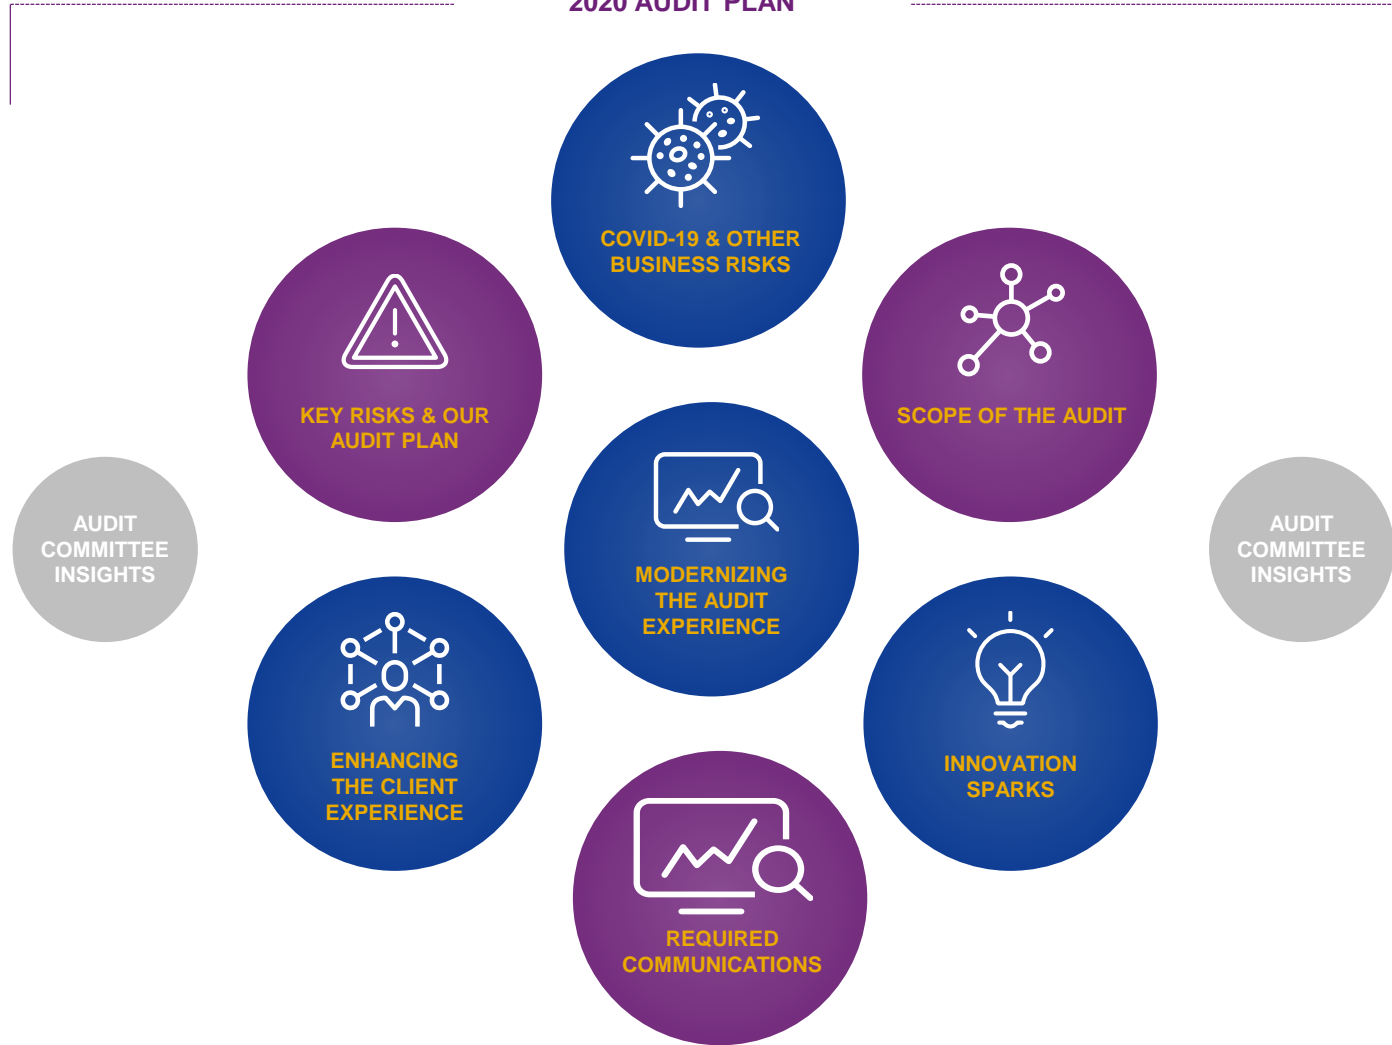 2020 AUDIT PLAN
COVID-19 & OTHER
BUSINESS RISKS
KEY RISKS & OUR
AUDIT PLAN
SCOPE OF THE AUDIT
AUDIT
COMMITTEE
INSIGHTS
MODERNIZING
THE AUDIT
EXPERIENCE
AUDIT
COMMITTEE
INSIGHTS
ENHANCING
THE CLIENT
EXPERIENCE
INNOVATION
SPARKS
REQUIRED
COMMUNICATIONS